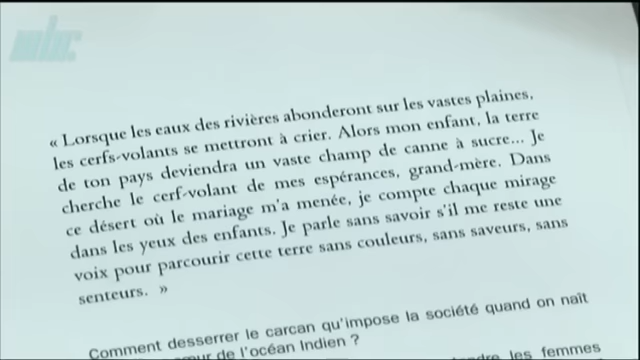 mbc
« Lorsque les eaux des rivières abonderont sur les vastes plaines,
les cerfs-volants se mettront à crier. Alors mon enfant, la terre
de ton pays deviendra un vaste champ de canne à sucre... Je
cherche le cerf-volant de mes espérances, grand-mère. Dans
ce désert où le mariage m'a menée, je compte chaque mirage
dans les yeux des enfants. Je parle sans savoir s'il me reste une
voix pour parcourir cette terre sans couleurs, sans saveurs, sans
senteurs. »
Comment desserrer le carcan qu'impose la société quand on naît
de l'océan Indien ?
les femmes